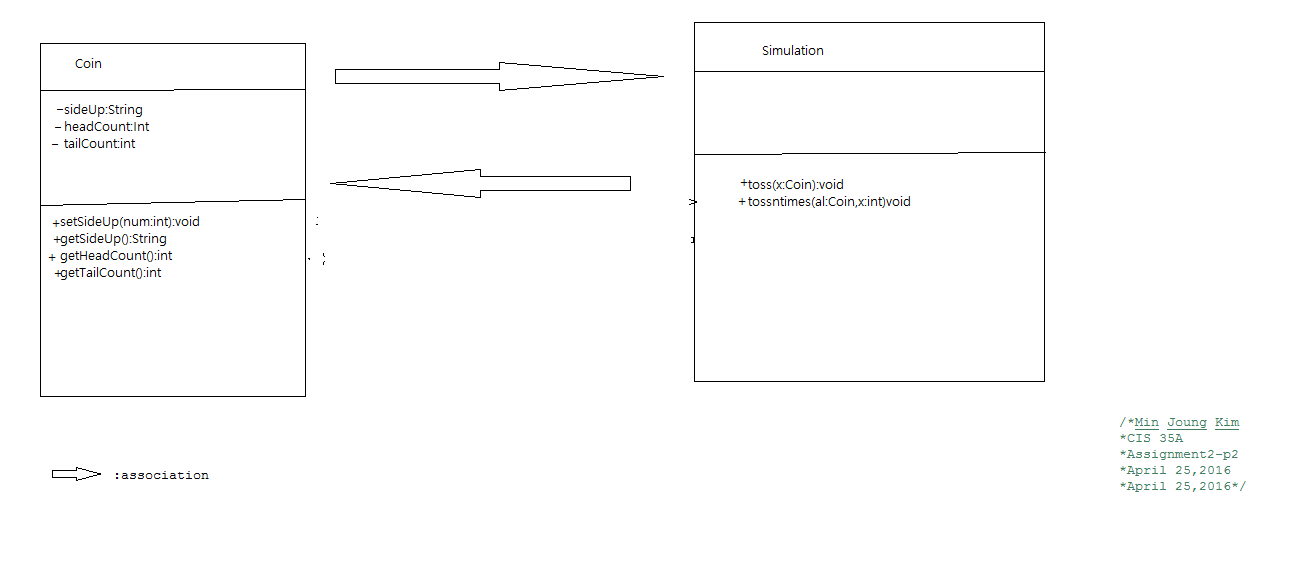 Coin
-sideUp:String
- headCount:Int
- tailCount:int
+setSideUp(num:int):void
+getSideUp():String
+ getHeadCount():int
+getTailCount():int
Simulation
+toss(x:Coin):void
+tossntimes(al:Coin,x:int)void
:association
/*Min Joung Kim
*CIS 35A
*Assignment2-p2
*April 25,2016
*April 25,2016*/